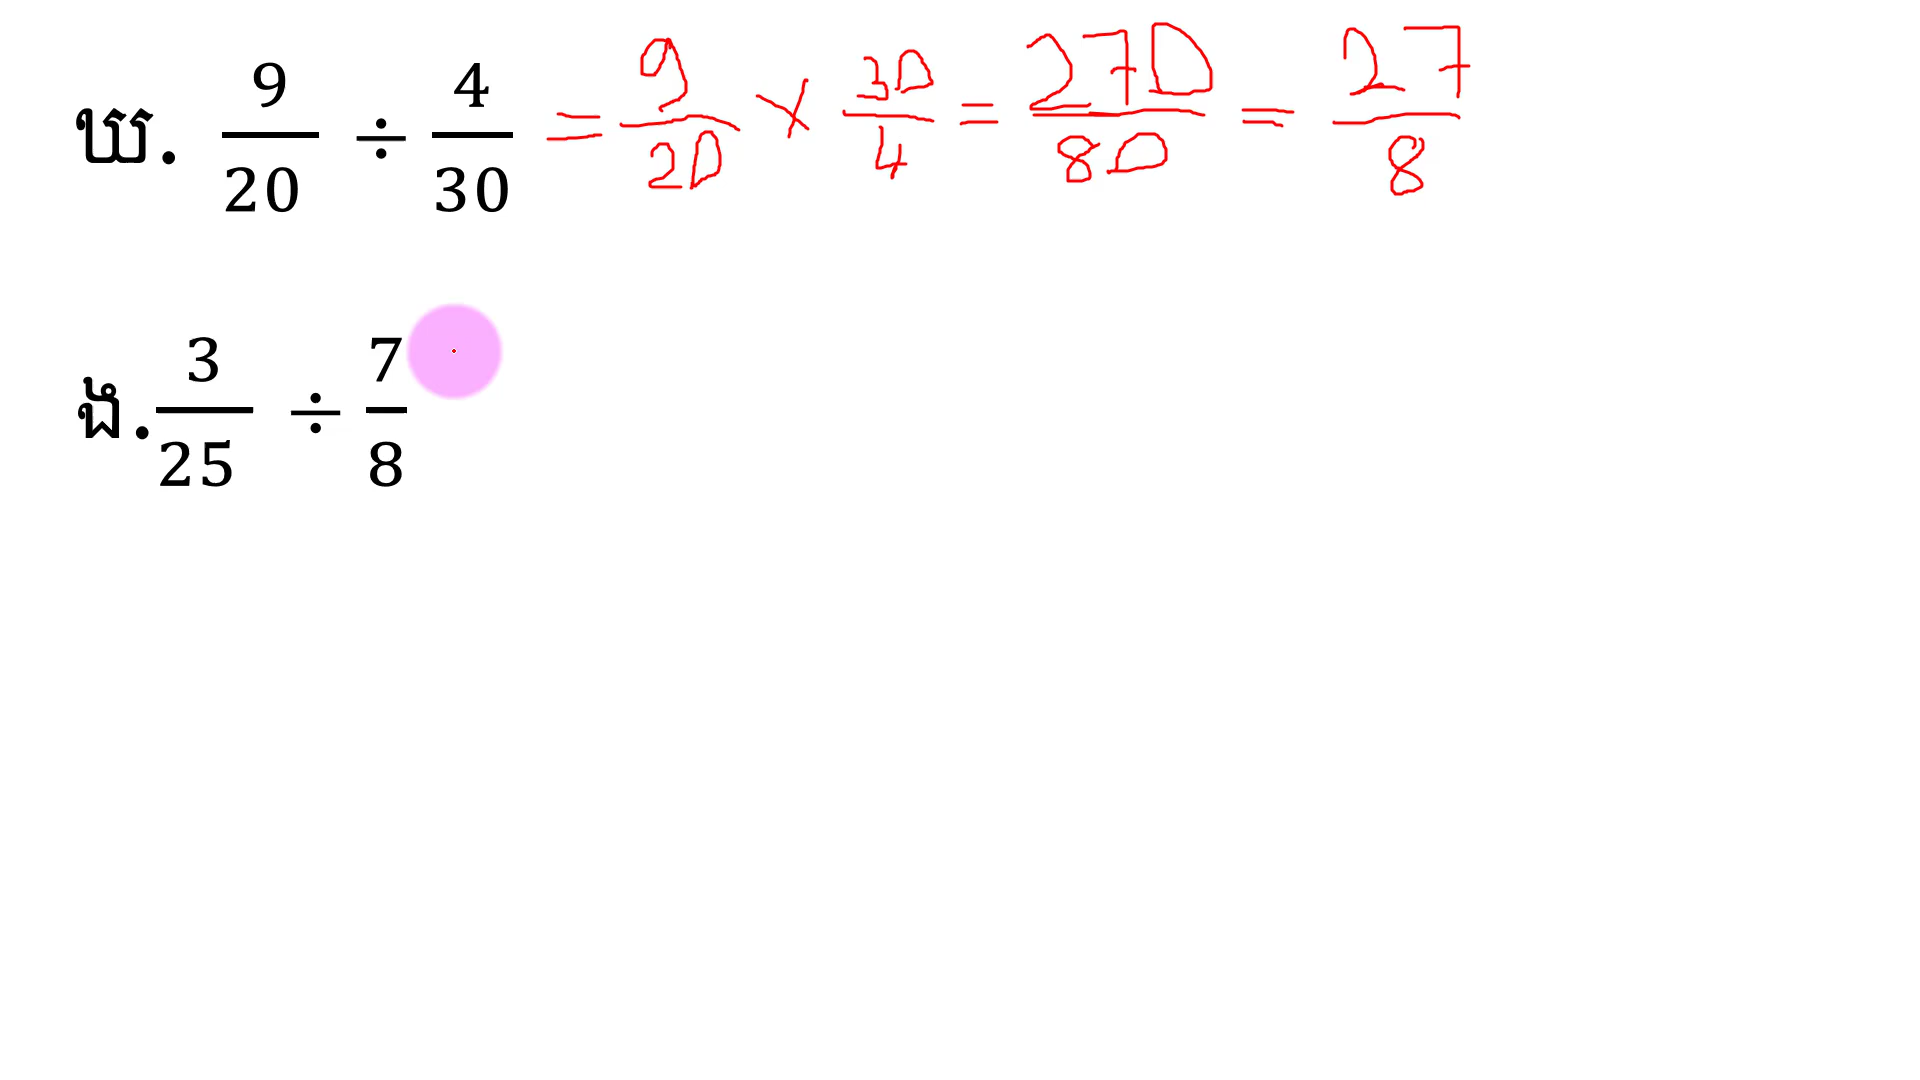 ឃ. 9/20 ÷ 4/30 = 9/20 × 30/4 = 270/80 = 27/8
ង. 3/25 ÷ 7/8